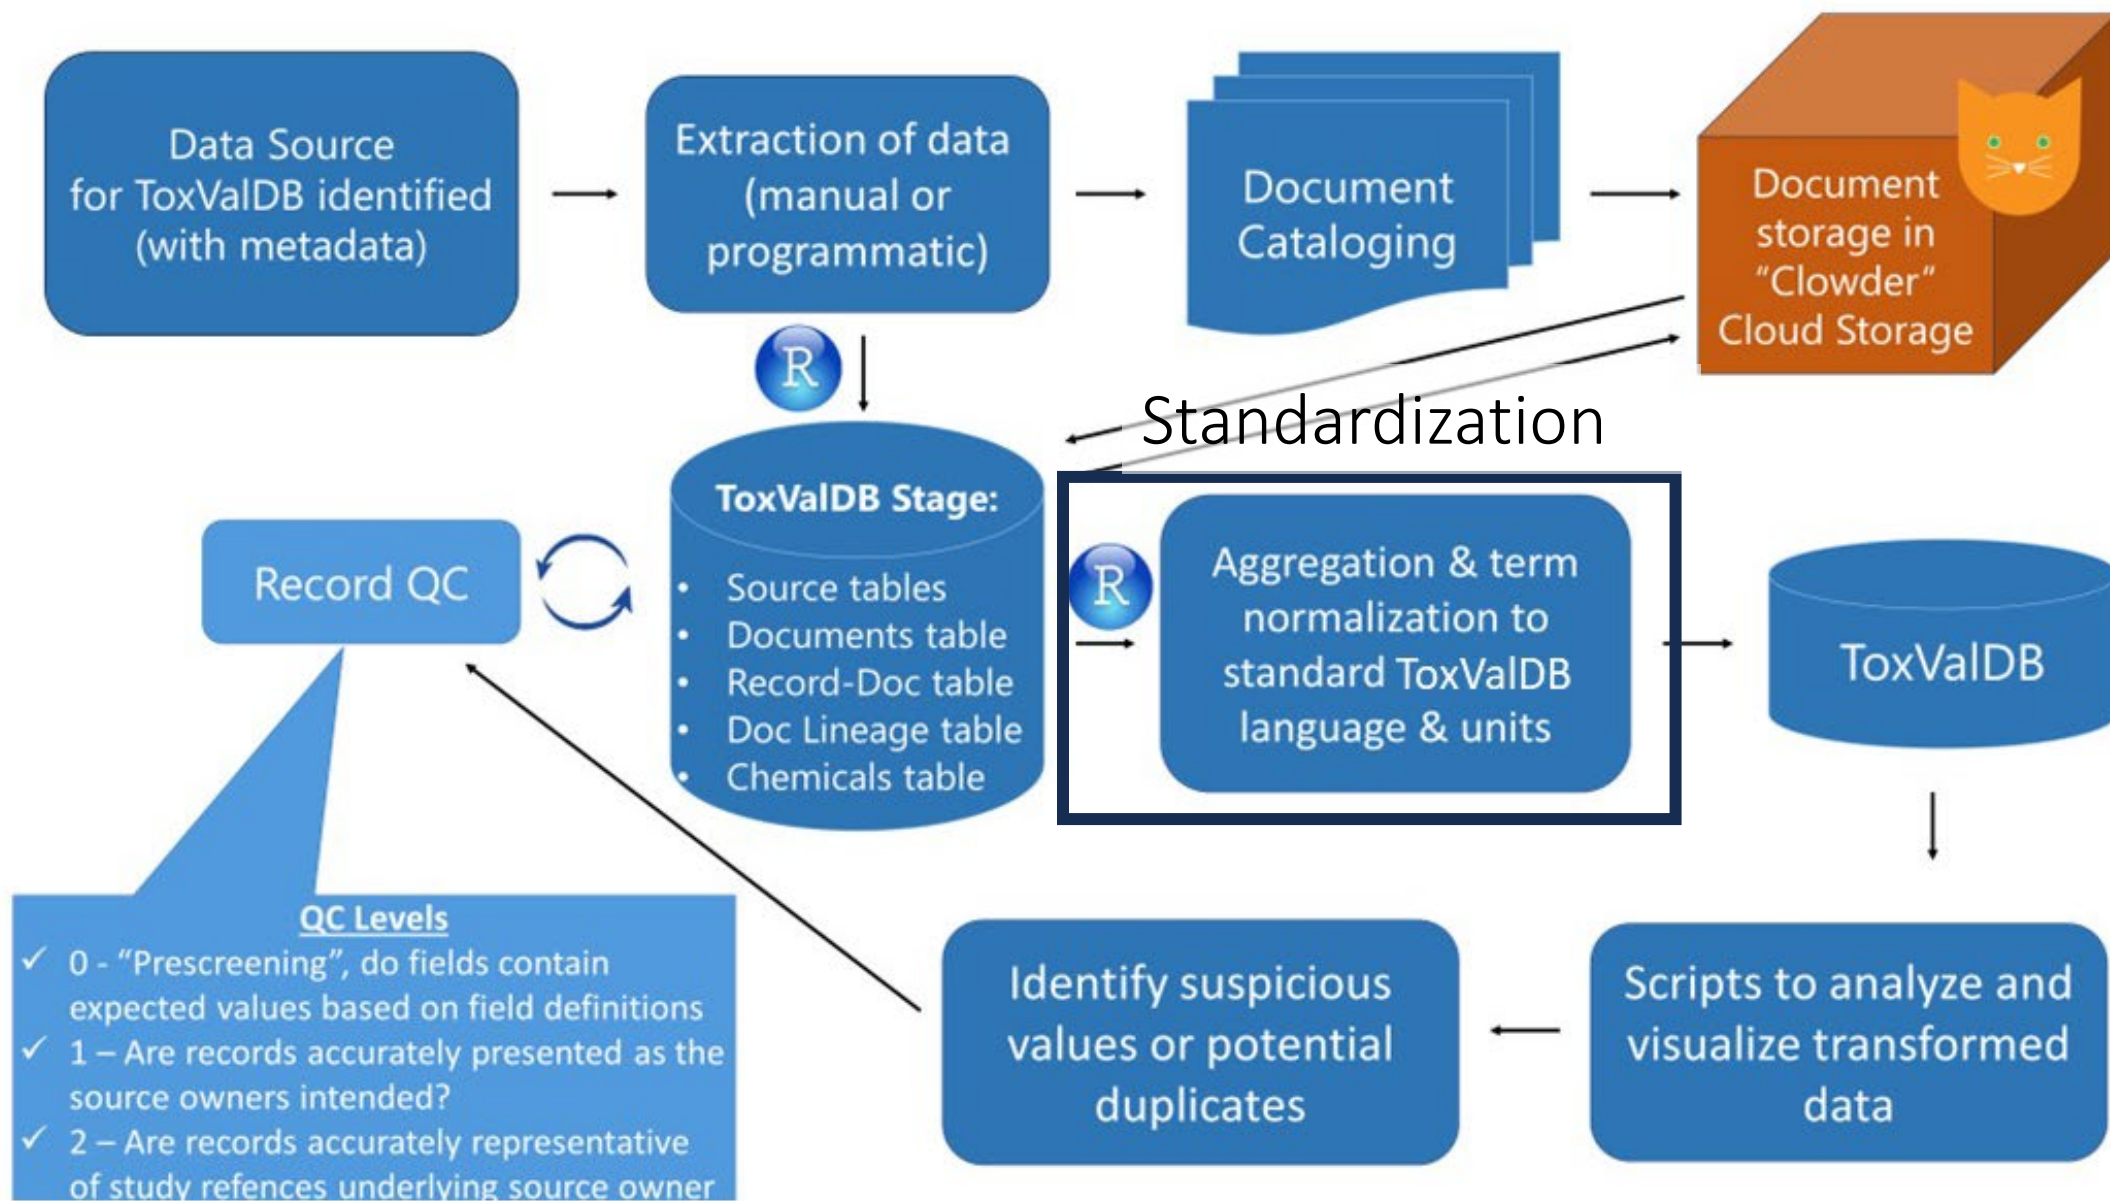 Data Source
for ToxValDB identified
(with metadata)
Extraction of data
(manual or
programmatic)
Document
Cataloging
Document
storage in
“Clowder”
Cloud Storage
R
Standardization
ToxValDB Stage:
• Source tables
• Documents table
• Record-Doc table
• Doc Lineage table
• Chemicals table
Record QC
R
Aggregation & term
normalization to
standard ToxValDB
language & units
ToxValDB
QC Levels
✓ 0 - “Prescreening”, do fields contain
expected values based on field definitions
✓ 1 – Are records accurately presented as the
source owners intended?
✓ 2 – Are records accurately representative
of study refences underlying source owner
Identify suspicious
values or potential
duplicates
Scripts to analyze and
visualize transformed
data